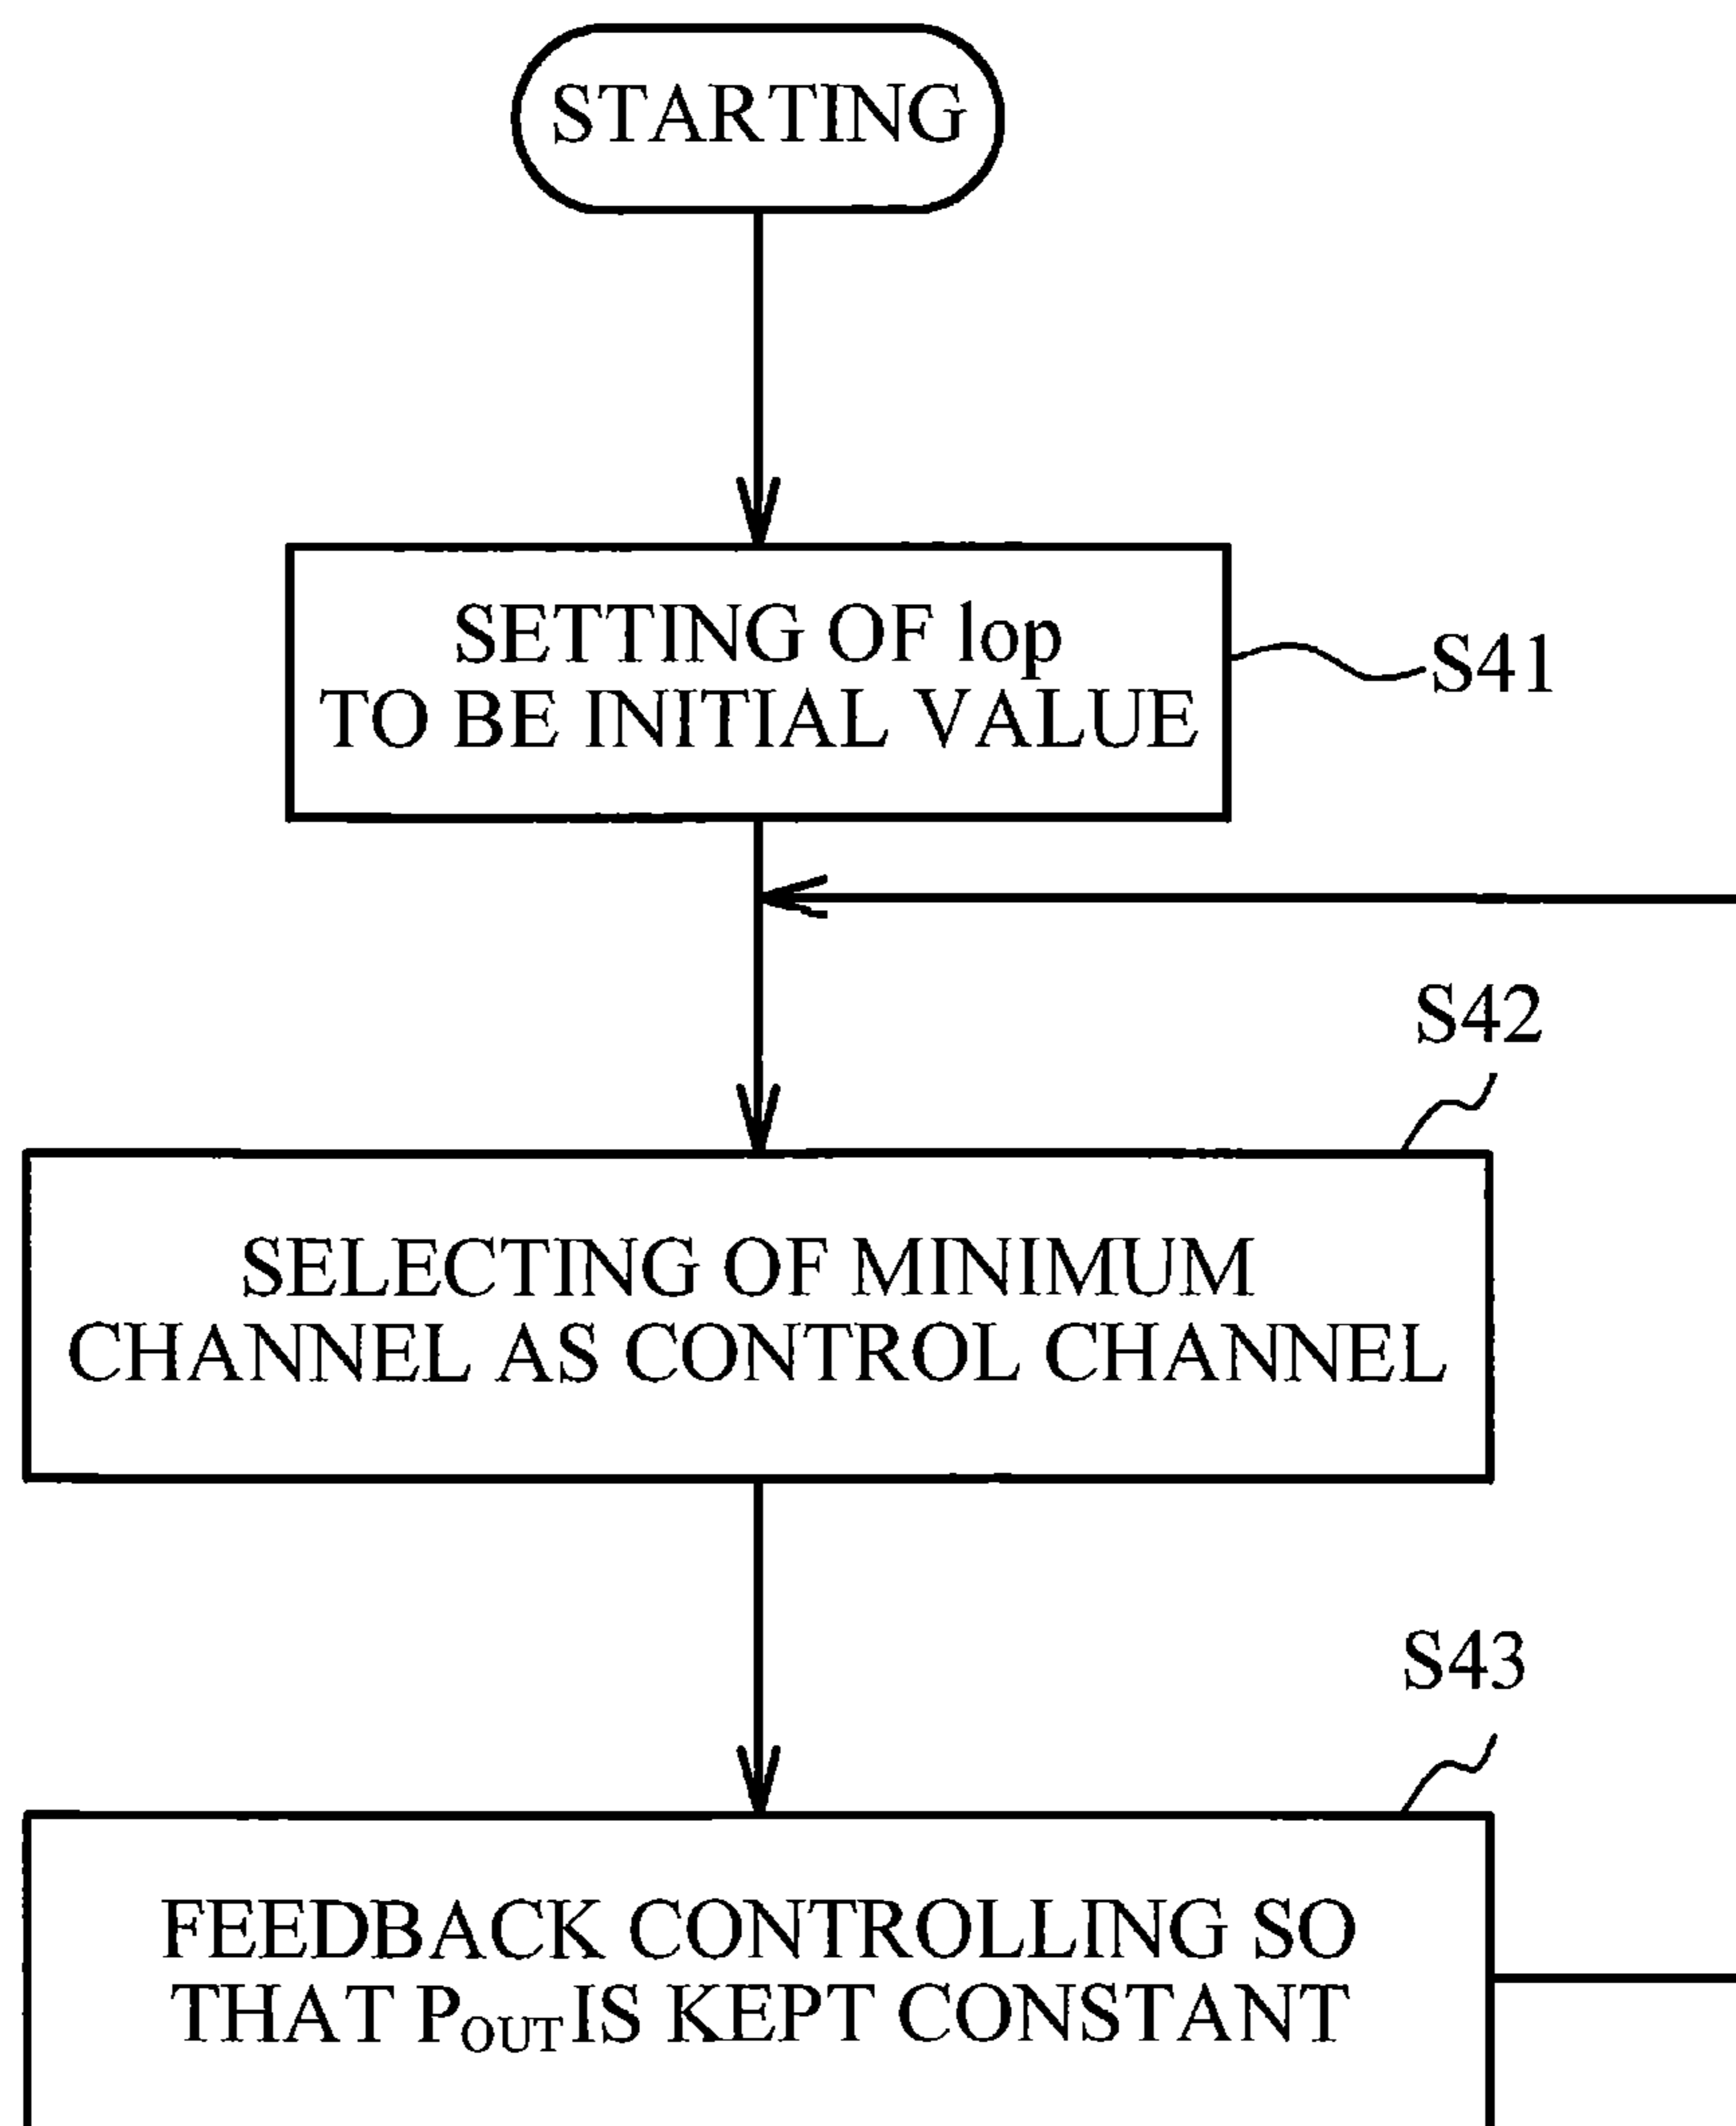 STARTING
SETTING OF lop
TO BE INITIAL VALUE
S41
S42
SELECTING OF MINIMUM
CHANNEL AS CONTROL CHANNEL
S43
FEEDBACK CONTROLLING SO
THAT POUT IS KEPT CONSTANT